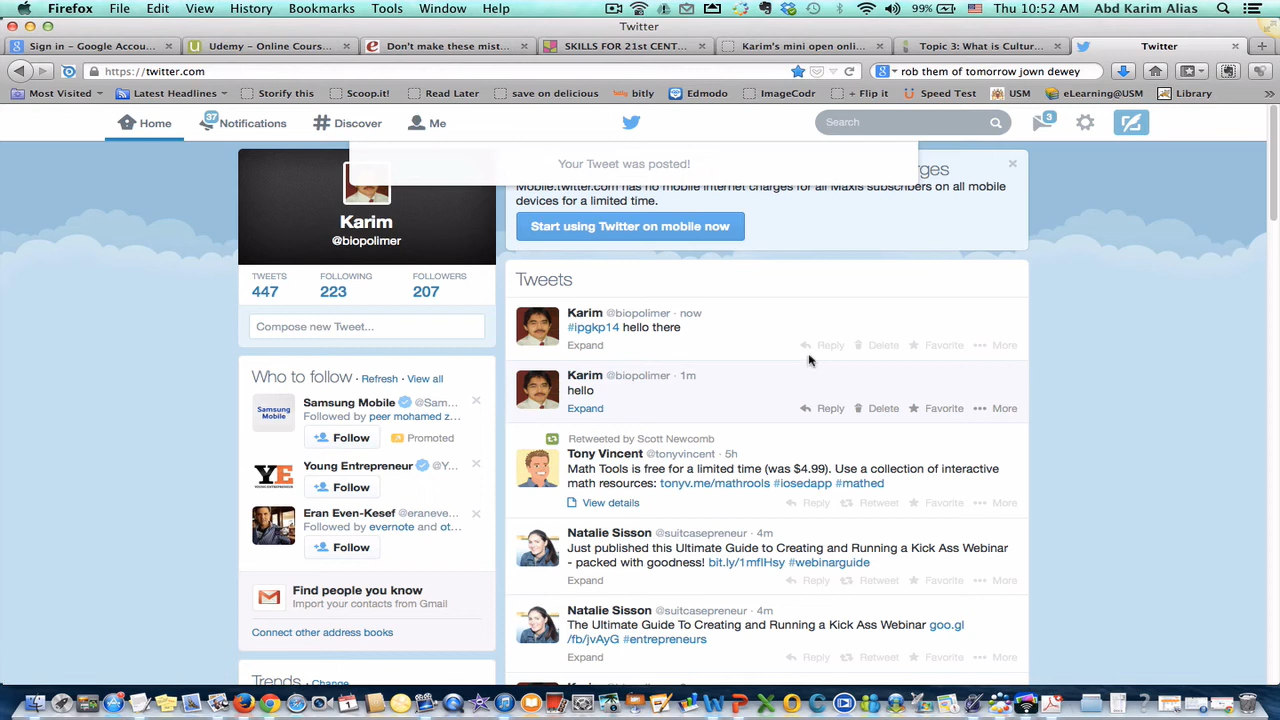 Firefox File Edit View History Bookmarks Tools Window Help 99% Thu 10:52 AM Abd Karim Alias
Twitter
Sign in - Google Accou... Udemy - Online Cours... Don't make these mist... SKILLS FOR 21st CENT... Karim's mini open onli... Topic 3: What is Cultur... Twitter
https://twitter.com rob them of tomorrow jown dewey
Most Visited Latest Headlines Storify this Scoop.it! Read Later save on delicious bitly Edmodo ImageCodr + Flip it Speed Test USM eLearning@USM Library
Home 37 Notifications Discover Me Search 3
Your Tweet was posted!
Karim
@biopolimer
TWEETS FOLLOWING FOLLOWERS
447 223 207
Compose new Tweet...
Who to follow · Refresh · View all
Samsung Mobile @Sam...
Followed by peer mohamed z...
Follow Promoted
Young Entrepreneur @Y...
Follow
Eran Even-Kesef @eraneve...
Followed by evernote and ot...
Follow
Find people you know
Import your contacts from Gmail
Connect other address books
Trends · Change
Mobile.twitter.com has no mobile internet charges for all Maxis subscribers on all mobile
devices for a limited time.
Start using Twitter on mobile now
Tweets
Karim @biopolimer · now
#ipgkp14 hello there
Expand Reply Delete Favorite More
Karim @biopolimer · 1m
hello
Expand Reply Delete Favorite More
Retweeted by Scott Newcomb
Tony Vincent @tonyvincent · 5h
Math Tools is free for a limited time (was $4.99). Use a collection of interactive
math resources: tonyv.me/mathrools #iosedapp #mathed
View details Reply Retweet Favorite More
Natalie Sisson @suitcasepreneur · 4m
Just published this Ultimate Guide to Creating and Running a Kick Ass Webinar
- packed with goodness! bit.ly/1mfIHsy #webinarguide
Expand Reply Retweet Favorite More
Natalie Sisson @suitcasepreneur · 4m
The Ultimate Guide To Creating and Running a Kick Ass Webinar goo.gl
/fb/jvAyG #entrepreneurs
Expand Reply Retweet Favorite More